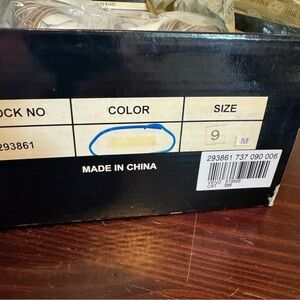 OCK NO COLOR SIZE
293861 9 M
293861 737 090 006
MADE IN CHINA